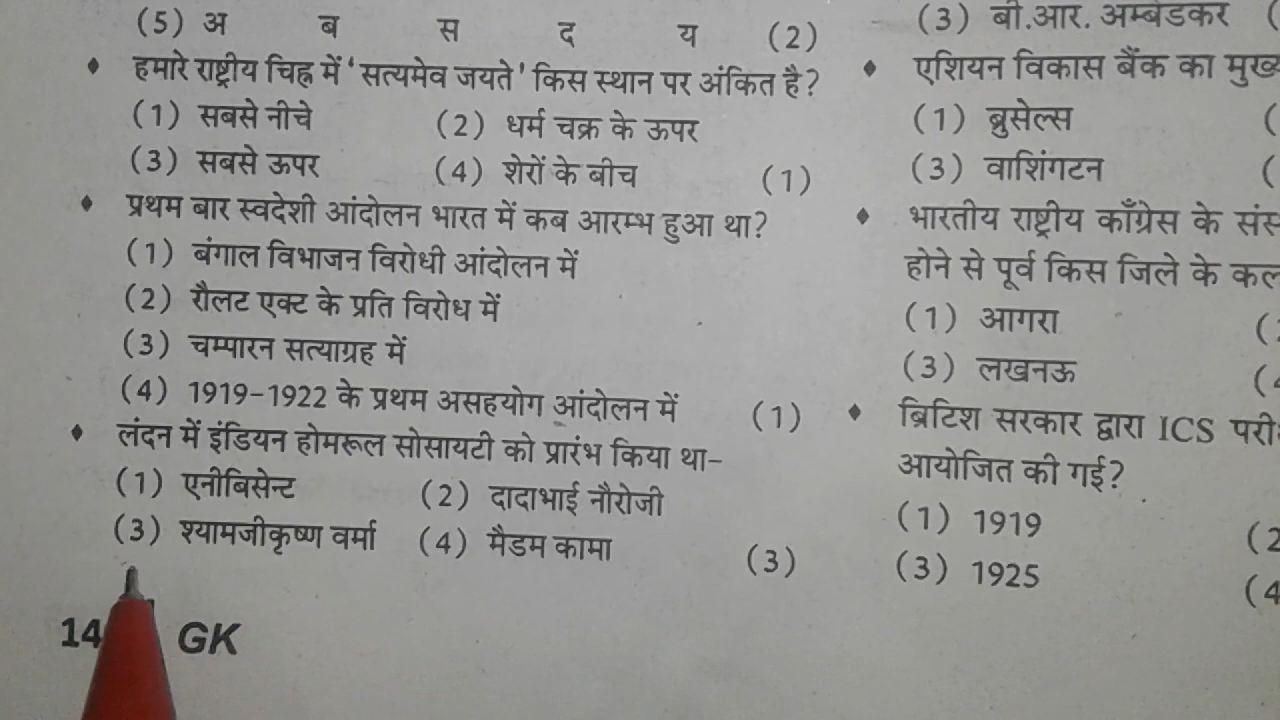 (5) अ ब स द य (2)
♦ हमारे राष्ट्रीय चिह्न में 'सत्यमेव जयते' किस स्थान पर अंकित है?
(1) सबसे नीचे (2) धर्म चक्र के ऊपर
(3) सबसे ऊपर (4) शेरों के बीच (1)
♦ प्रथम बार स्वदेशी आंदोलन भारत में कब आरम्भ हुआ था?
(1) बंगाल विभाजन विरोधी आंदोलन में
(2) रौलट एक्ट के प्रति विरोध में
(3) चम्पारन सत्याग्रह में
(4) 1919-1922 के प्रथम असहयोग आंदोलन में (1)
♦ लंदन में इंडियन होमरूल सोसायटी को प्रारंभ किया था-
(1) एनीबिसेन्ट (2) दादाभाई नौरोजी
(3) श्यामजीकृष्ण वर्मा (4) मैडम कामा (3)
14 GK
(3) बी.आर. अम्बेडकर (
♦ एशियन विकास बैंक का
(1) ब्रुसेल्स (
(3) वाशिंगटन (
♦ भारतीय राष्ट्रीय काँग्रेस के
होने से पूर्व किस जिले के
(1) आगरा (
(3) लखनऊ (
♦ ब्रिटिश सरकार द्वारा ICS
आयोजित की गई?
(1) 1919 (2
(3) 1925 (4